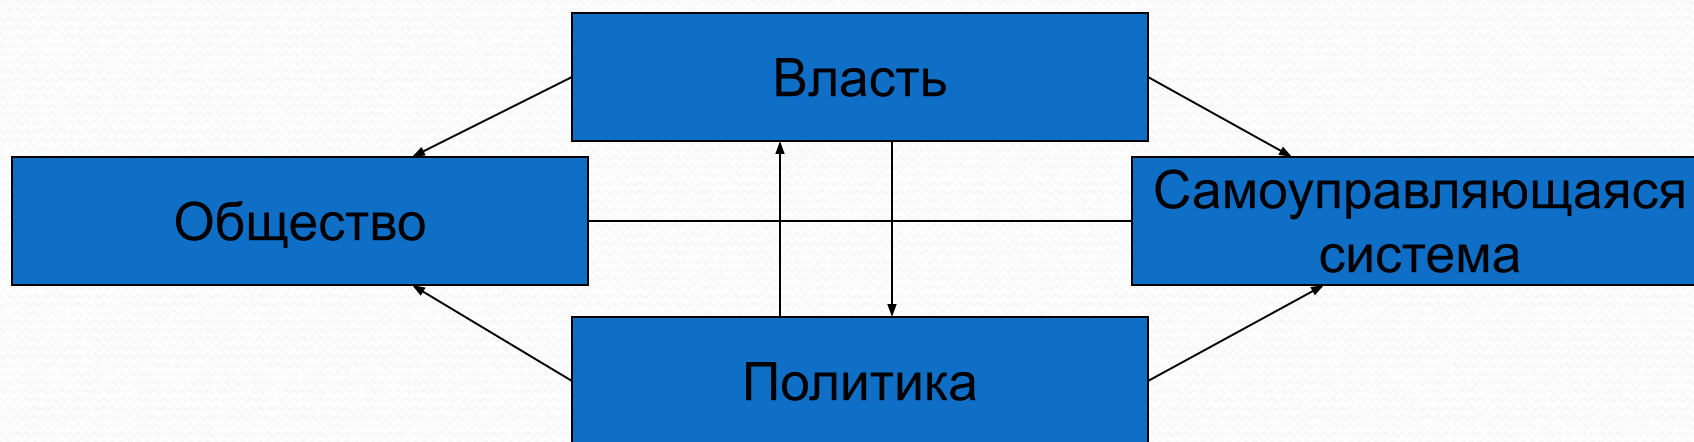 Власть
Общество
Самоуправляющаяся
система
Политика